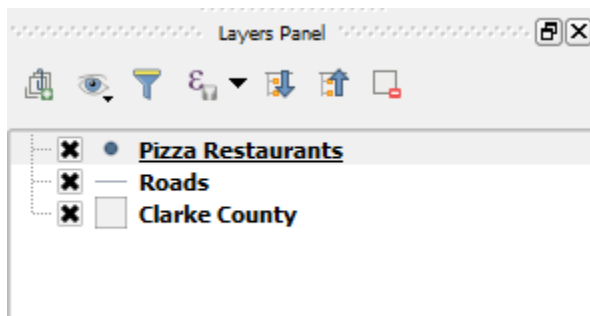 Layers Panel
Pizza Restaurants
Roads
Clarke County